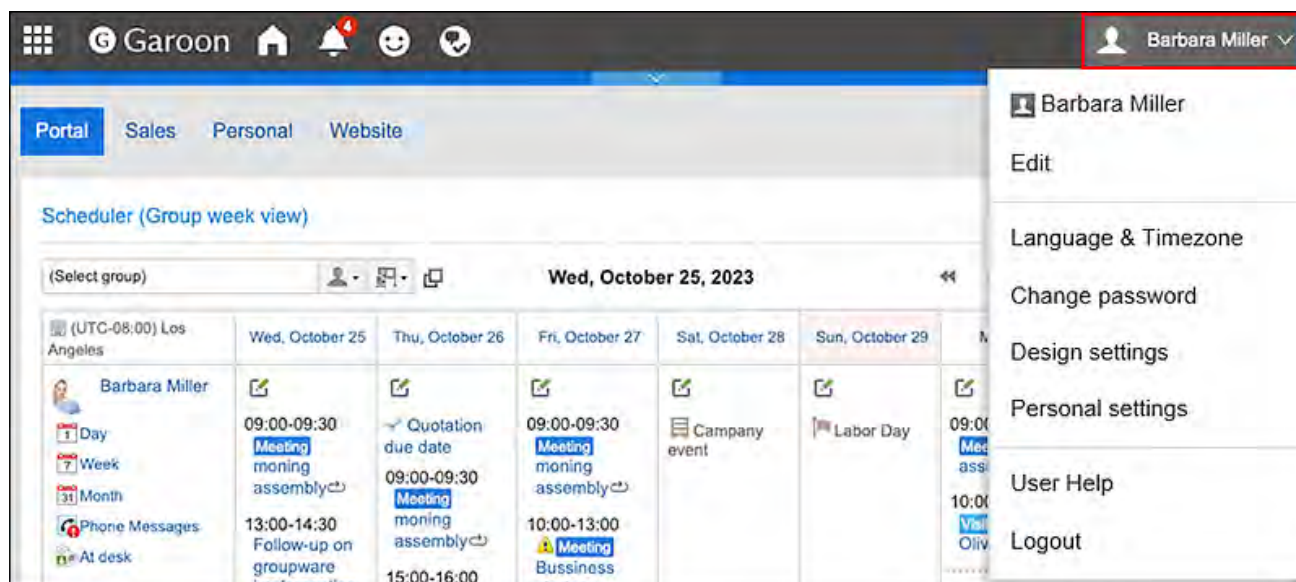 Garoon
4
Barbara Miller
Portal
Sales
Personal
Website
Scheduler (Group week view)
(Select group)
Wed, October 25, 2023
(UTC-08:00) Los
Angeles
Wed, October 25
Thu, October 26
Fri, October 27
Sat, October 28
Sun, October 29
Barbara Miller
1 Day
7 Week
31 Month
Phone Messages
At desk
09:00-09:30
Meeting
moning
assembly
13:00-14:30
Follow-up on
groupware
Quotation
due date
09:00-09:30
Meeting
moning
assembly
15:00-16:00
09:00-09:30
Meeting
moning
assembly
10:00-13:00
Meeting
Bussiness
Campany
event
Labor Day
Barbara Miller
Edit
Language & Timezone
Change password
Design settings
Personal settings
User Help
Logout